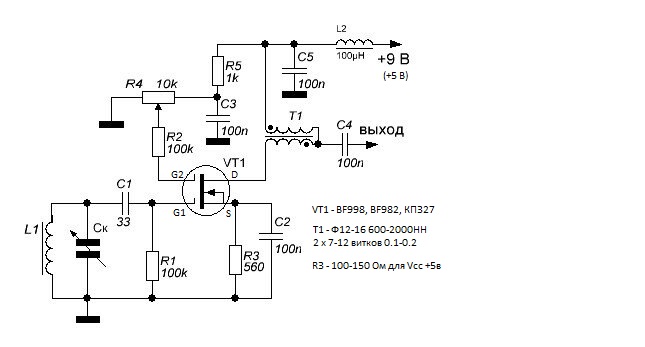 L2
100µH
+9 В
(+5 В)
C5
100n
R5
1k
R4
10k
C3
100n
T1
C4
100n
выход
R2
100k
VT1
G2
D
G1
S
C1
33
L1
Ск
R1
100k
R3
560
C2
100n
VT1 - BF998, BF982, КП327
T1 - Ф12-16 600-2000НН
2 х 7-12 витков 0.1-0.2
R3 - 100-150 Ом для Vcc +5в